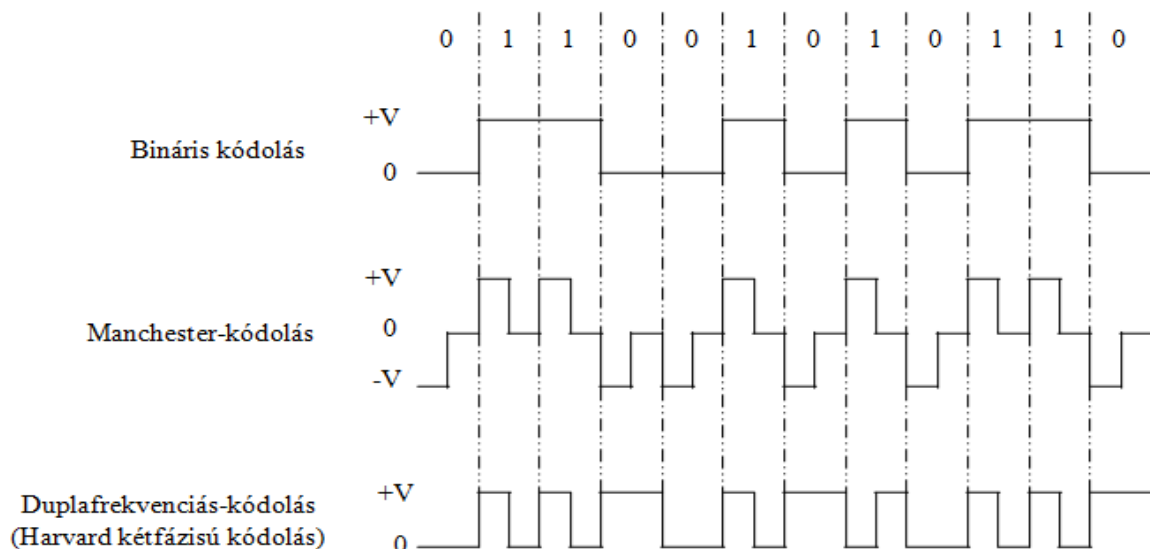 0 1 1 0 0 1 0 1 0 1 1 0
+V
Bináris kódolás
0
+V
Manchester-kódolás
0
-V
Duplafrekvenciás-kódolás
+V
(Harvard kétfázisú kódolás)
0